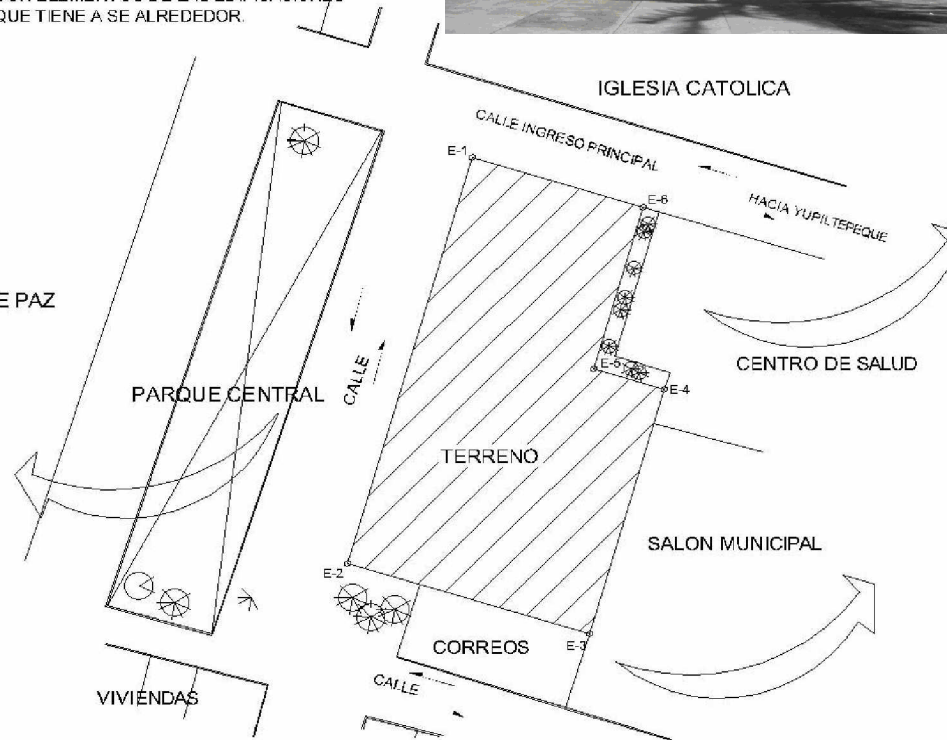 QUE TIENE A SE ALREDEDOR.
IGLESIA CATOLICA
CALLE INGRESO PRINCIPAL
E-1
E-6
HACIA YUPILTEPEQUE
E PAZ
CENTRO DE SALUD
E-5
E-4
PARQUE CENTRAL
CALLE
TERRENO
SALON MUNICIPAL
E-2
CORREOS
E-3
CALLE
VIVIENDAS